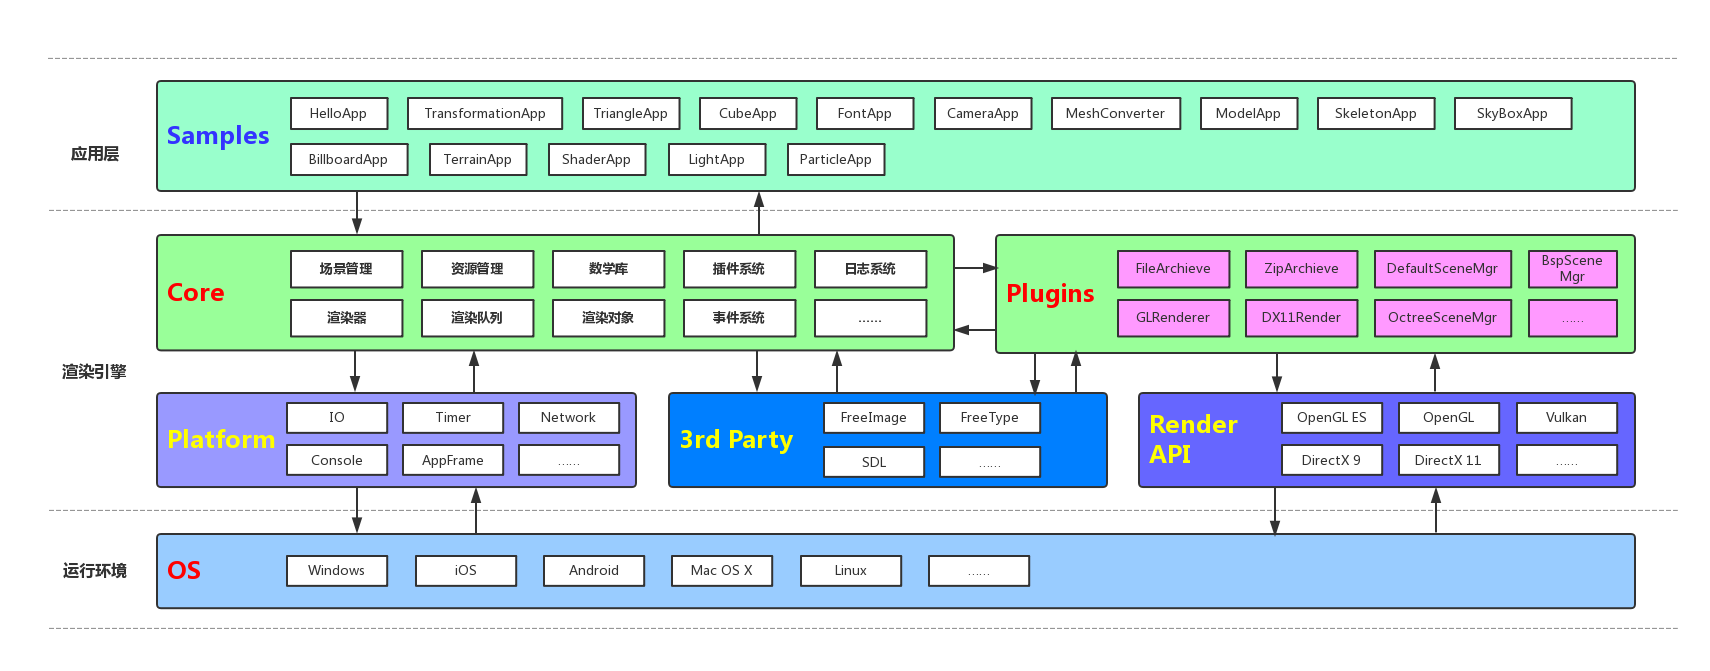 应用层
Samples
HelloApp
TransformationApp
TriangleApp
CubeApp
FontApp
CameraApp
MeshConverter
ModelApp
SkeletonApp
SkyBoxApp
BillboardApp
TerrainApp
ShaderApp
LightApp
ParticleApp
渲染引擎
Core
场景管理
资源管理
数学库
插件系统
日志系统
渲染器
渲染队列
渲染对象
事件系统
......
Plugins
FileArchieve
ZipArchieve
DefaultSceneMgr
BspScene
Mgr
GLRenderer
DX11Render
OctreeSceneMgr
......
Platform
IO
Timer
Network
Console
AppFrame
......
3rd Party
FreeImage
FreeType
SDL
......
Render
API
OpenGL ES
OpenGL
Vulkan
DirectX 9
DirectX 11
......
运行环境
OS
Windows
iOS
Android
Mac OS X
Linux
......